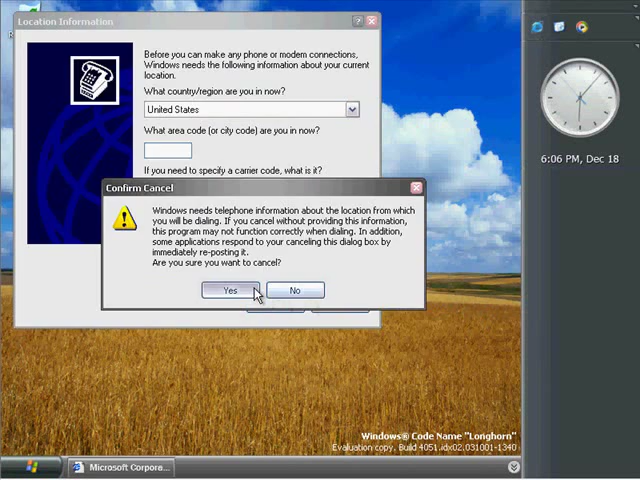 Location Information
Before you can make any phone or modem connections,
Windows needs the following information about your current
location.
What country/region are you in now?
United States
What area code (or city code) are you in now?
If you need to specify a carrier code, what is it?
Confirm Cancel
Windows needs telephone information about the location from which
you will be dialing. If you cancel without providing this information,
this program may not function correctly when dialing. In addition,
some applications respond to your canceling this dialog box by
immediately re-posting it.
Are you sure you want to cancel?
Yes
No
6:06 PM, Dec 18
Windows® Code Name "Longhorn"
Evaluation copy. Build 4051.idx02.031001-1340
Microsoft Corpora...